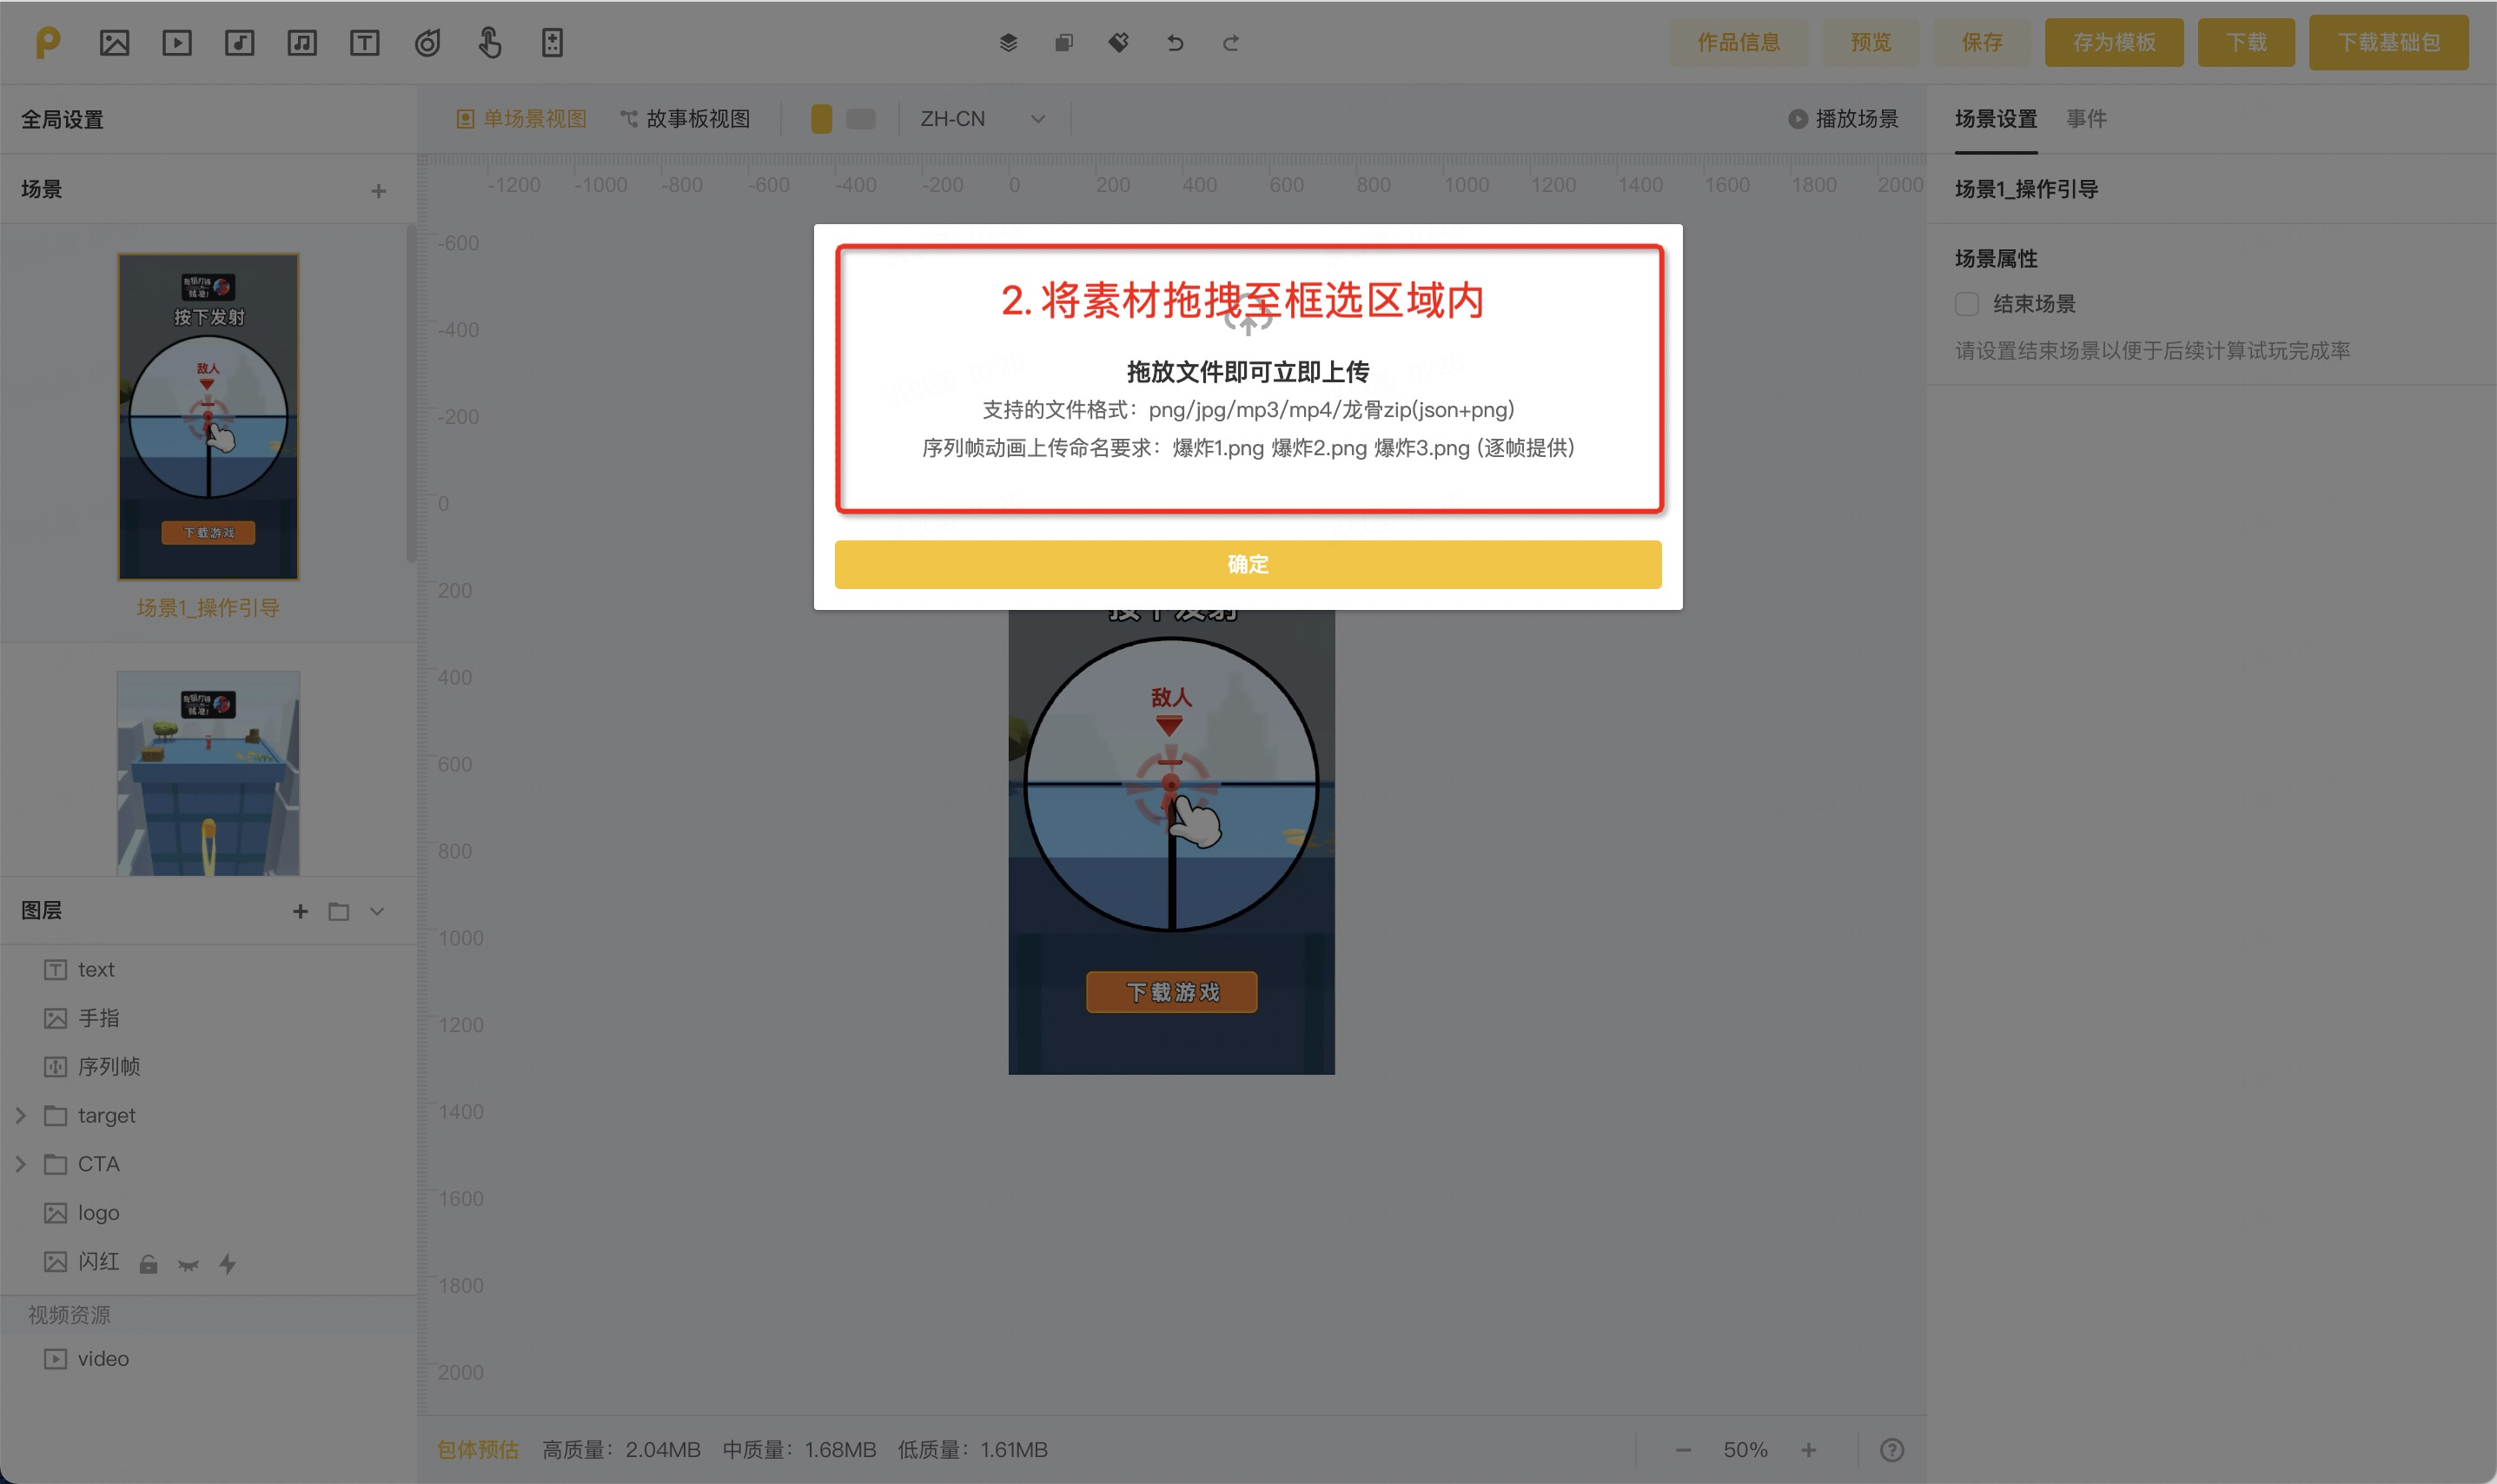 作品信息 预览 保存 存为模板 下载 下载基础包
全局设置
单场景视图 故事板视图 ZH-CN 播放场景
场景设置 事件
场景
-1200 -1000 -800 -600 -400 -200 0 200 400 600 800 1000 1200 1400 1600 1800 2000
场景1_操作引导
场景属性
结束场景
请设置结束场景以便于后续计算试玩完成率
-600
-400
-200
0
200
400
600
800
1000
1200
1400
1600
1800
2000
2. 将素材拖拽至框选区域内
拖放文件即可立即上传
支持的文件格式：png/jpg/mp3/mp4/龙骨zip(json+png)
序列帧动画上传命名要求：爆炸1.png 爆炸2.png 爆炸3.png (逐帧提供)
确定
按下发射
敌人
下载游戏
场景1_操作引导
按下发射
敌人
下载游戏
图层
text
手指
序列帧
target
CTA
logo
闪红
视频资源
video
包体预估 高质量：2.04MB 中质量：1.68MB 低质量：1.61MB
50%